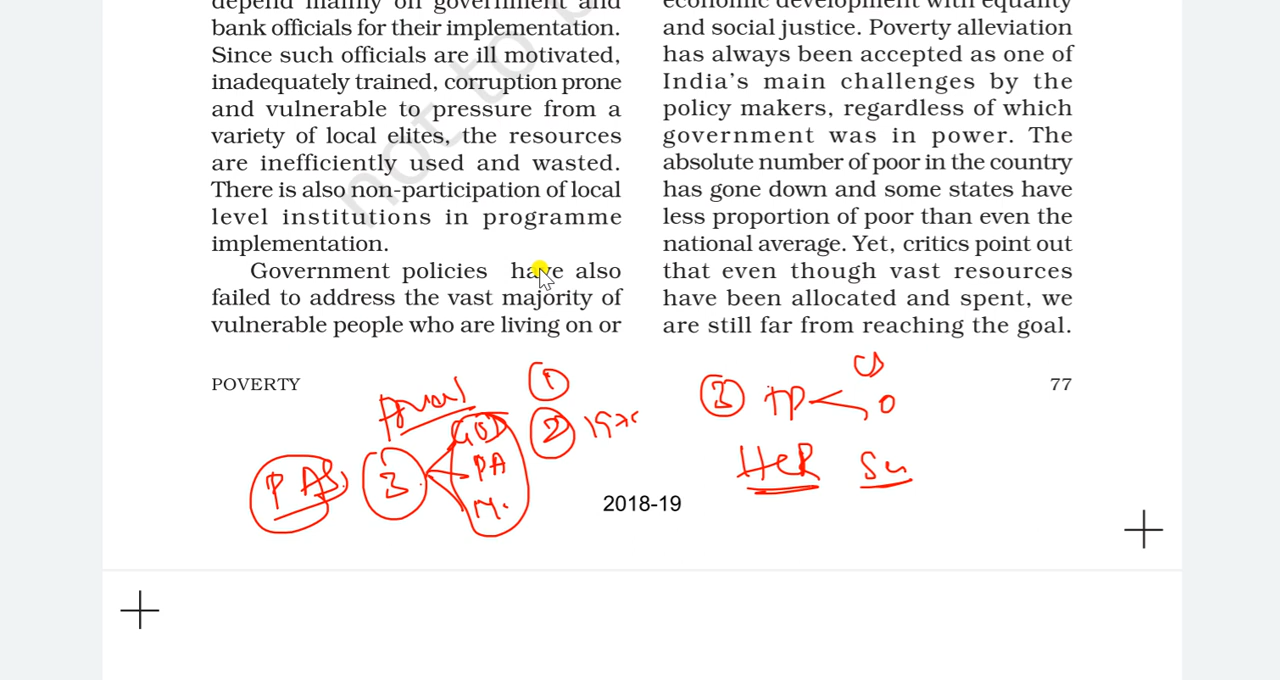 depend mainly on government and
bank officials for their implementation.
Since such officials are ill motivated,
inadequately trained, corruption prone
and vulnerable to pressure from a
variety of local elites, the resources
are inefficiently used and wasted.
There is also non-participation of local
level institutions in programme
implementation.
Government policies have also
failed to address the vast majority of
vulnerable people who are living on or
economic development with equality
and social justice. Poverty alleviation
has always been accepted as one of
India's main challenges by the
policy makers, regardless of which
government was in power. The
absolute number of poor in the country
has gone down and some states have
less proportion of poor than even the
national average. Yet, critics point out
that even though vast resources
have been allocated and spent, we
are still far from reaching the goal.
POVERTY
77
not to
1
2
3
PA
HCR
2018-19